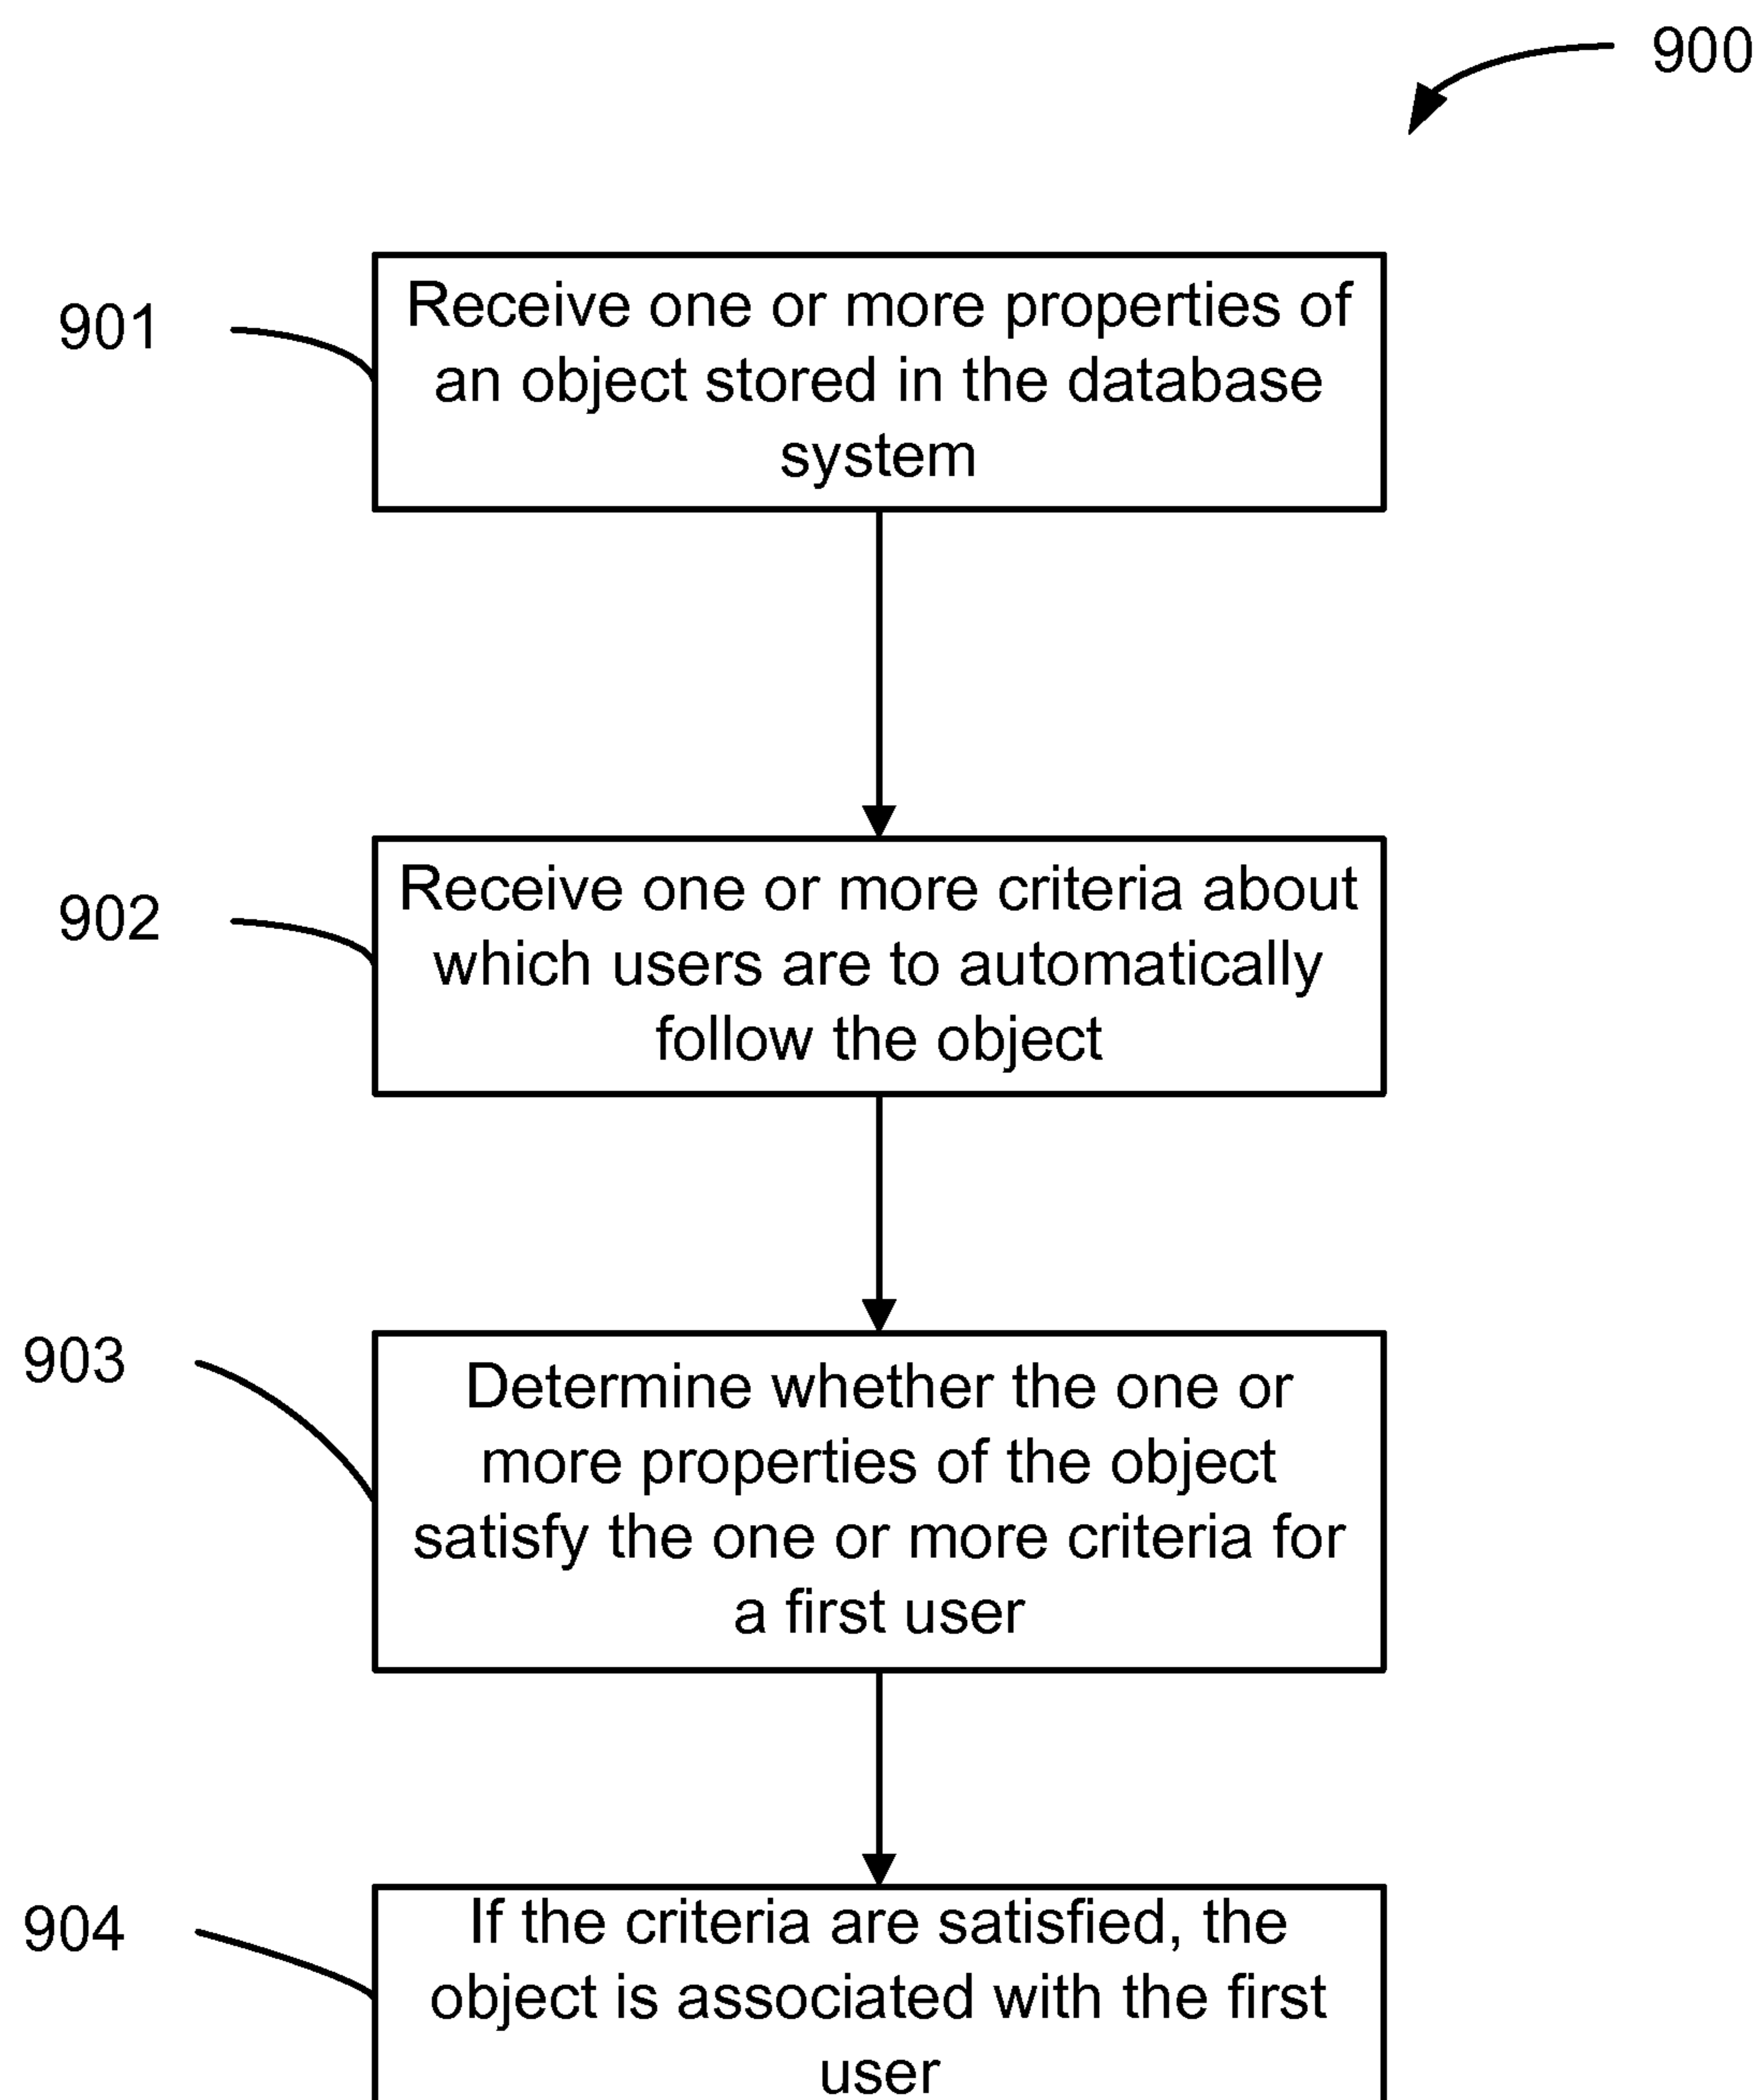 900
901
Receive one or more properties of
an object stored in the database
system
902
Receive one or more criteria about
which users are to automatically
follow the object
903
Determine whether the one or
more properties of the object
satisfy the one or more criteria for
a first user
904
If the criteria are satisfied, the
object is associated with the first
user